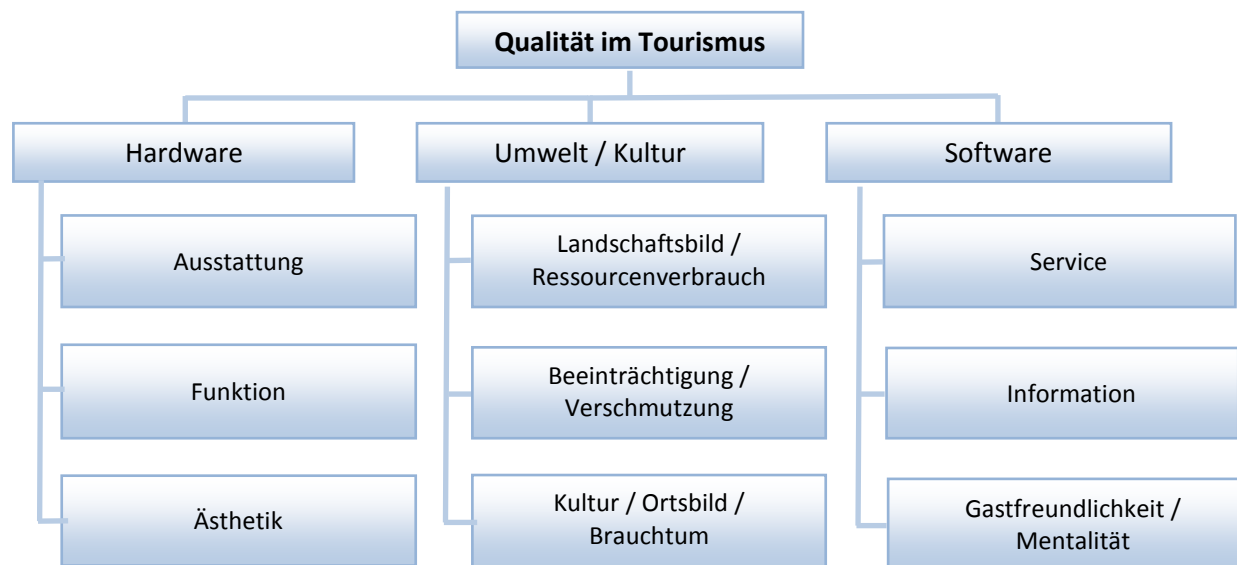 Qualität im Tourismus
Hardware
Umwelt / Kultur
Software
Ausstattung
Landschaftsbild /
Ressourcenverbrauch
Service
Funktion
Beeinträchtigung /
Verschmutzung
Information
Ästhetik
Kultur / Ortsbild /
Brauchtum
Gastfreundlichkeit /
Mentalität